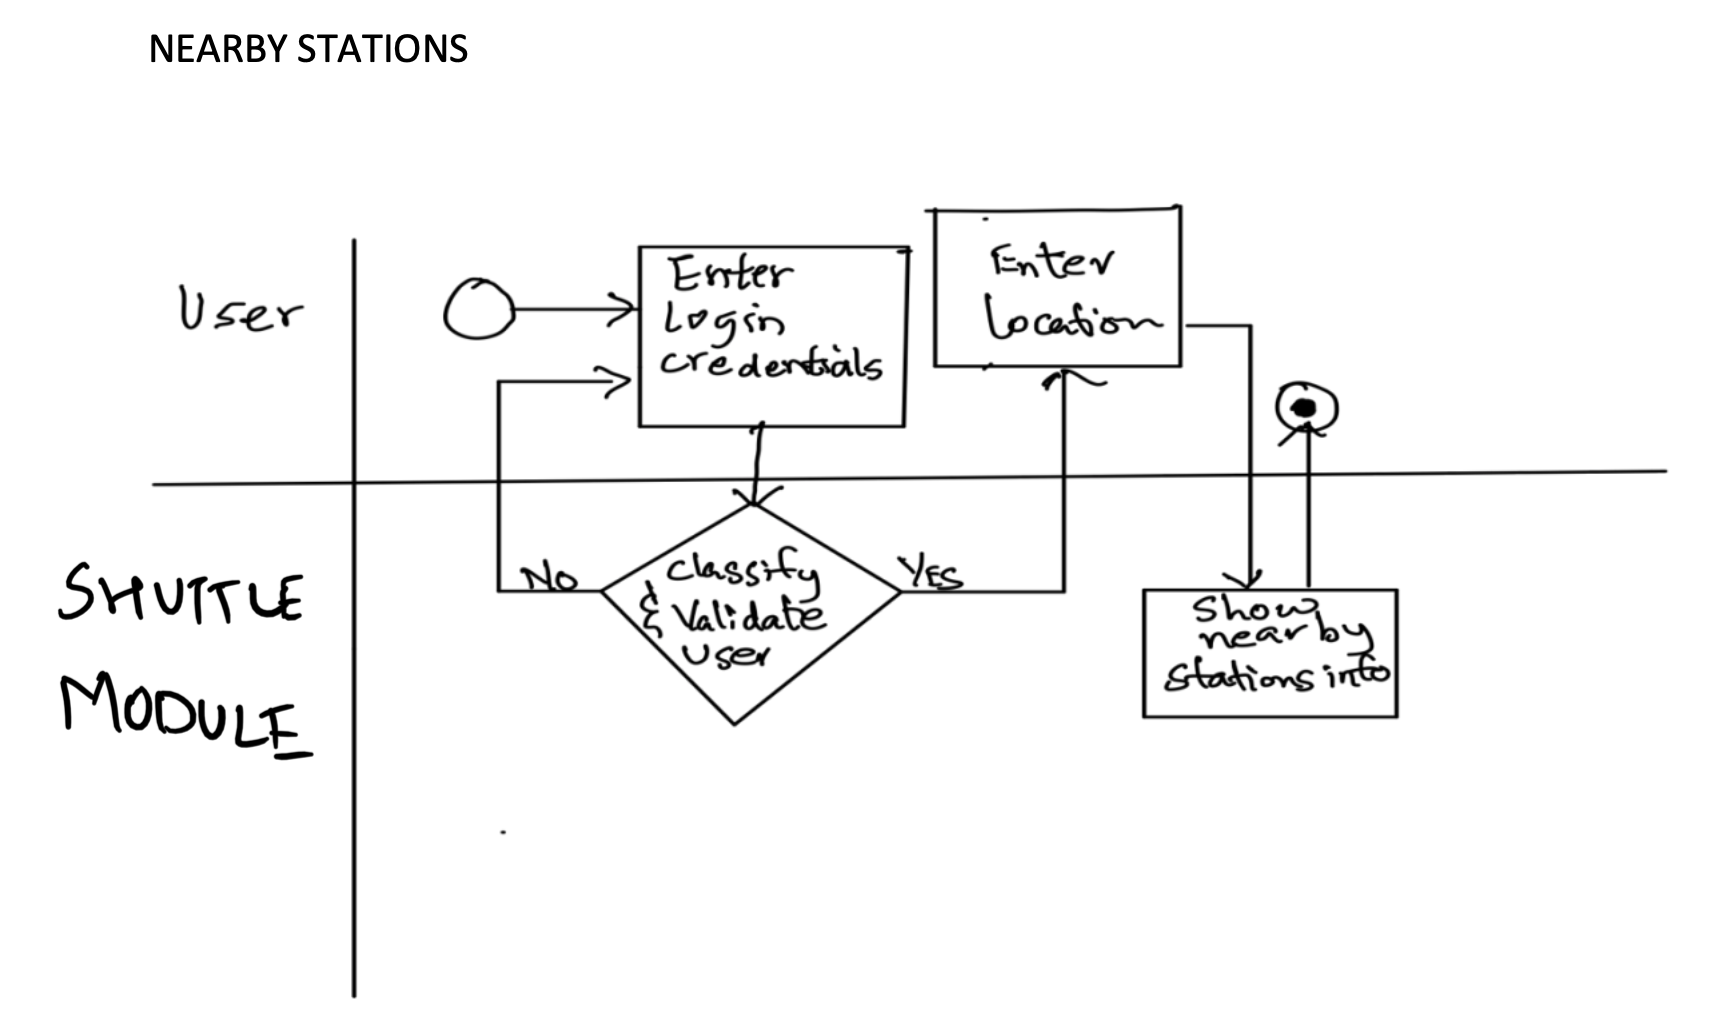 NEARBY STATIONS
User
Enter
Login
credentials
Enter
Location
SHUTTLE
MODULE
No
classify
& Validate
user
YES
show
nearby
stations info